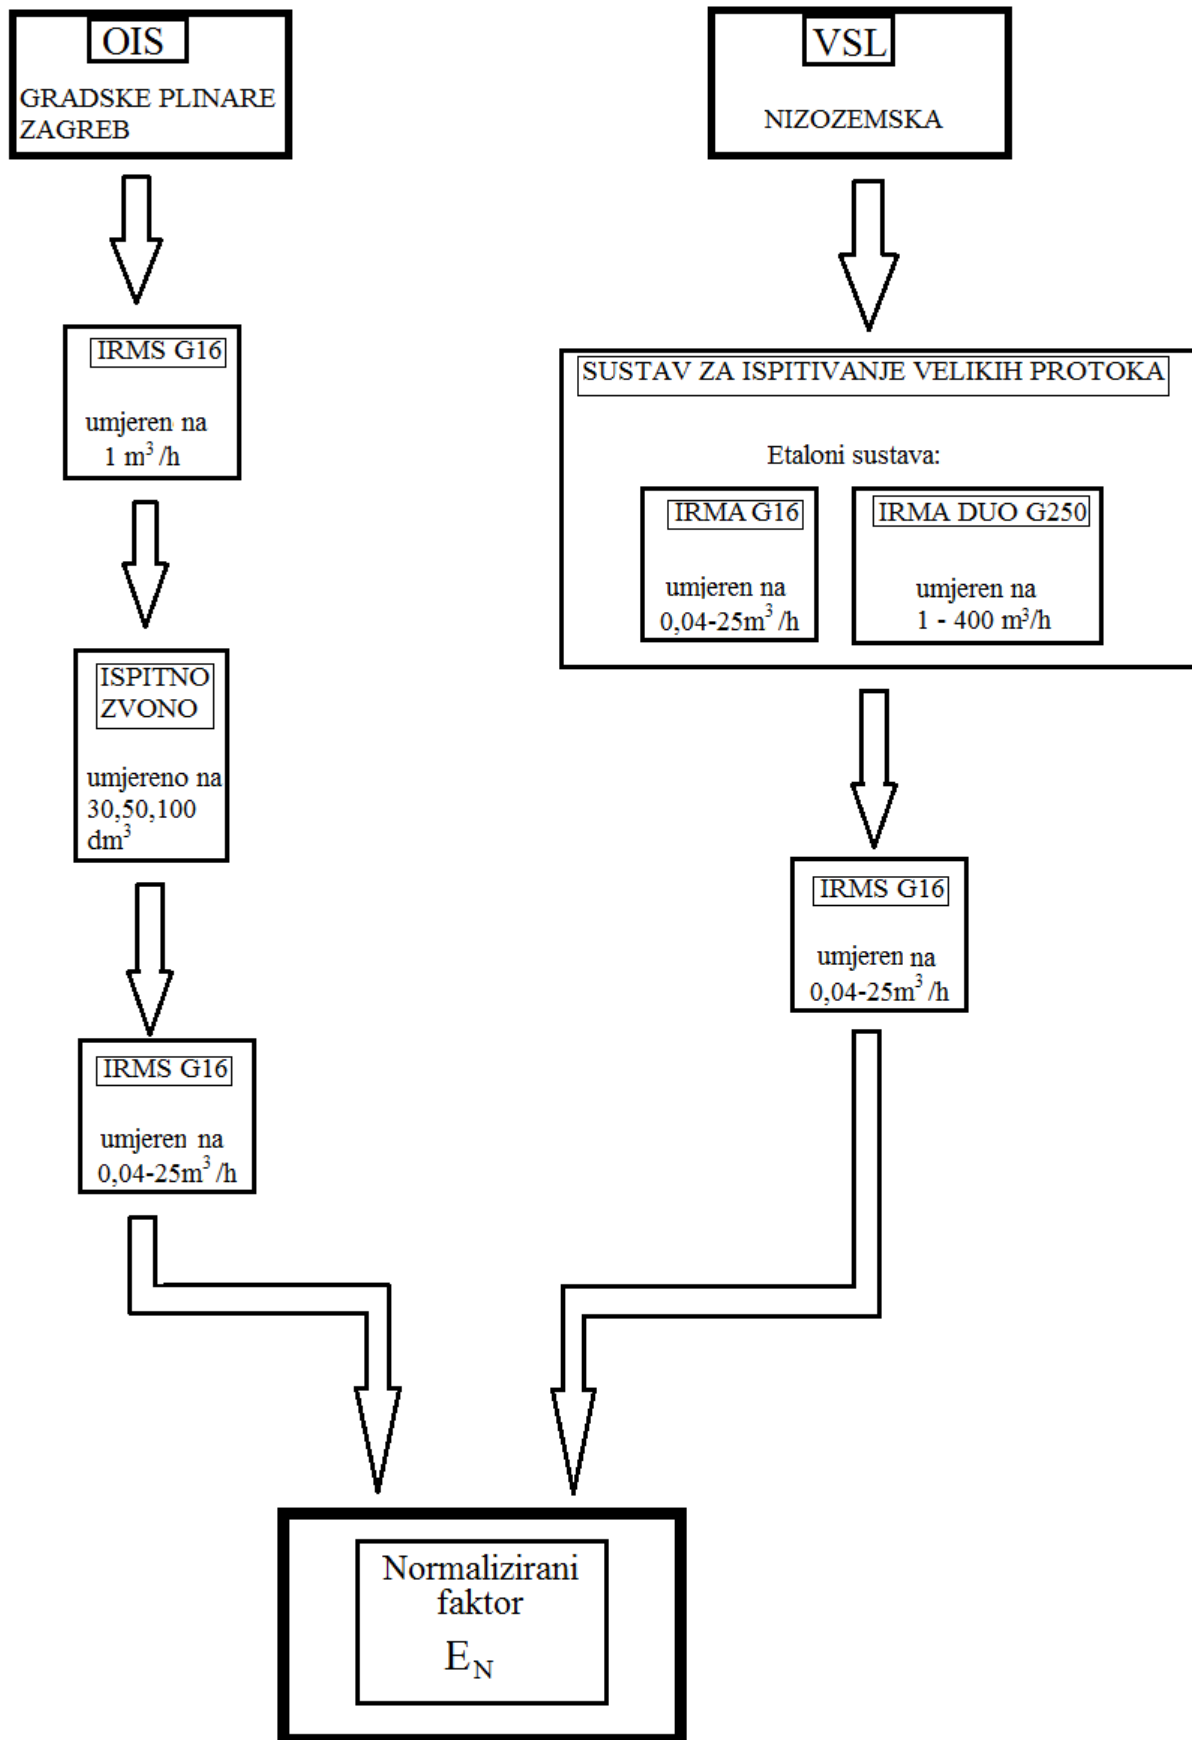 OIS
GRADSKE PLINARE
ZAGREB
IRMS G16
umjeren na
1 m³/h
ISPITNO
ZVONO
umjereno na
30,50,100
dm³
IRMS G16
umjeren na
0,04-25m³/h
VSL
NIZOZEMSKA
SUSTAV ZA ISPITIVANJE VELIKIH PROTOKA
Etaloni sustava:
IRMA G16
umjeren na
0,04-25m³/h
IRMA DUO G250
umjeren na
1 - 400 m³/h
IRMS G16
umjeren na
0,04-25m³/h
Normalizirani
faktor
E_N